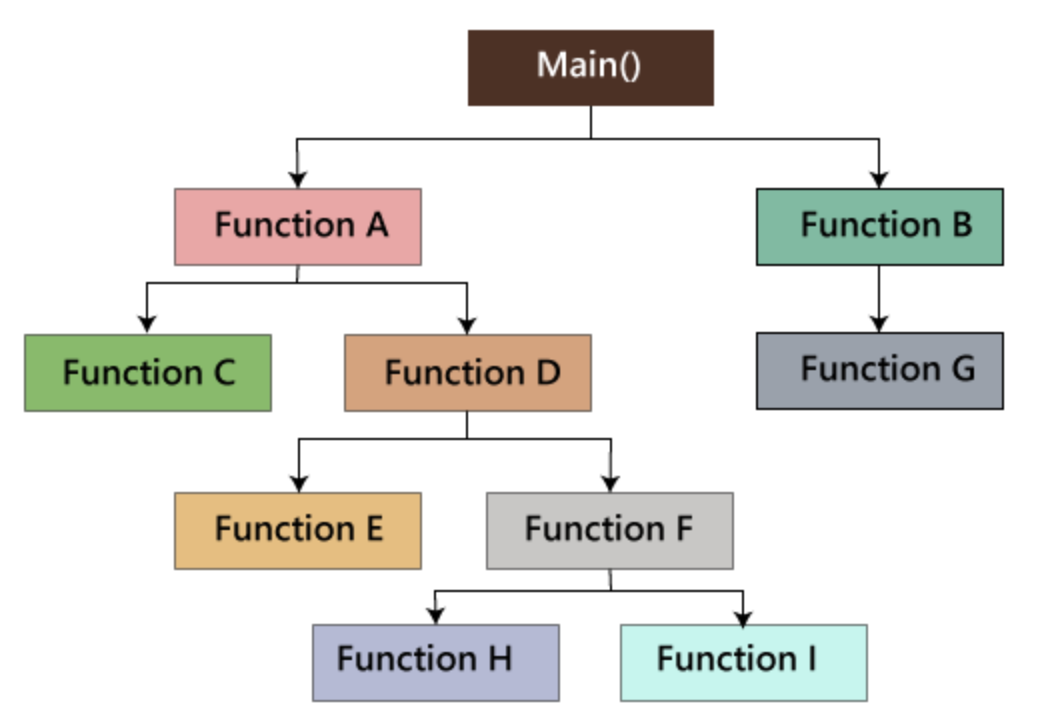 Main()
Function A
Function B
Function C
Function D
Function G
Function E
Function F
Function H
Function I